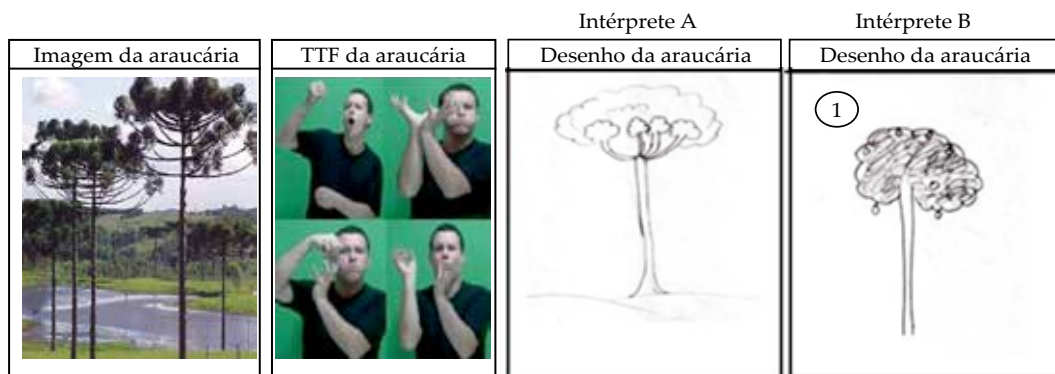 Intérprete A
Intérprete B
Imagem da araucária
TTF da araucária
Desenho da araucária
Desenho da araucária
1